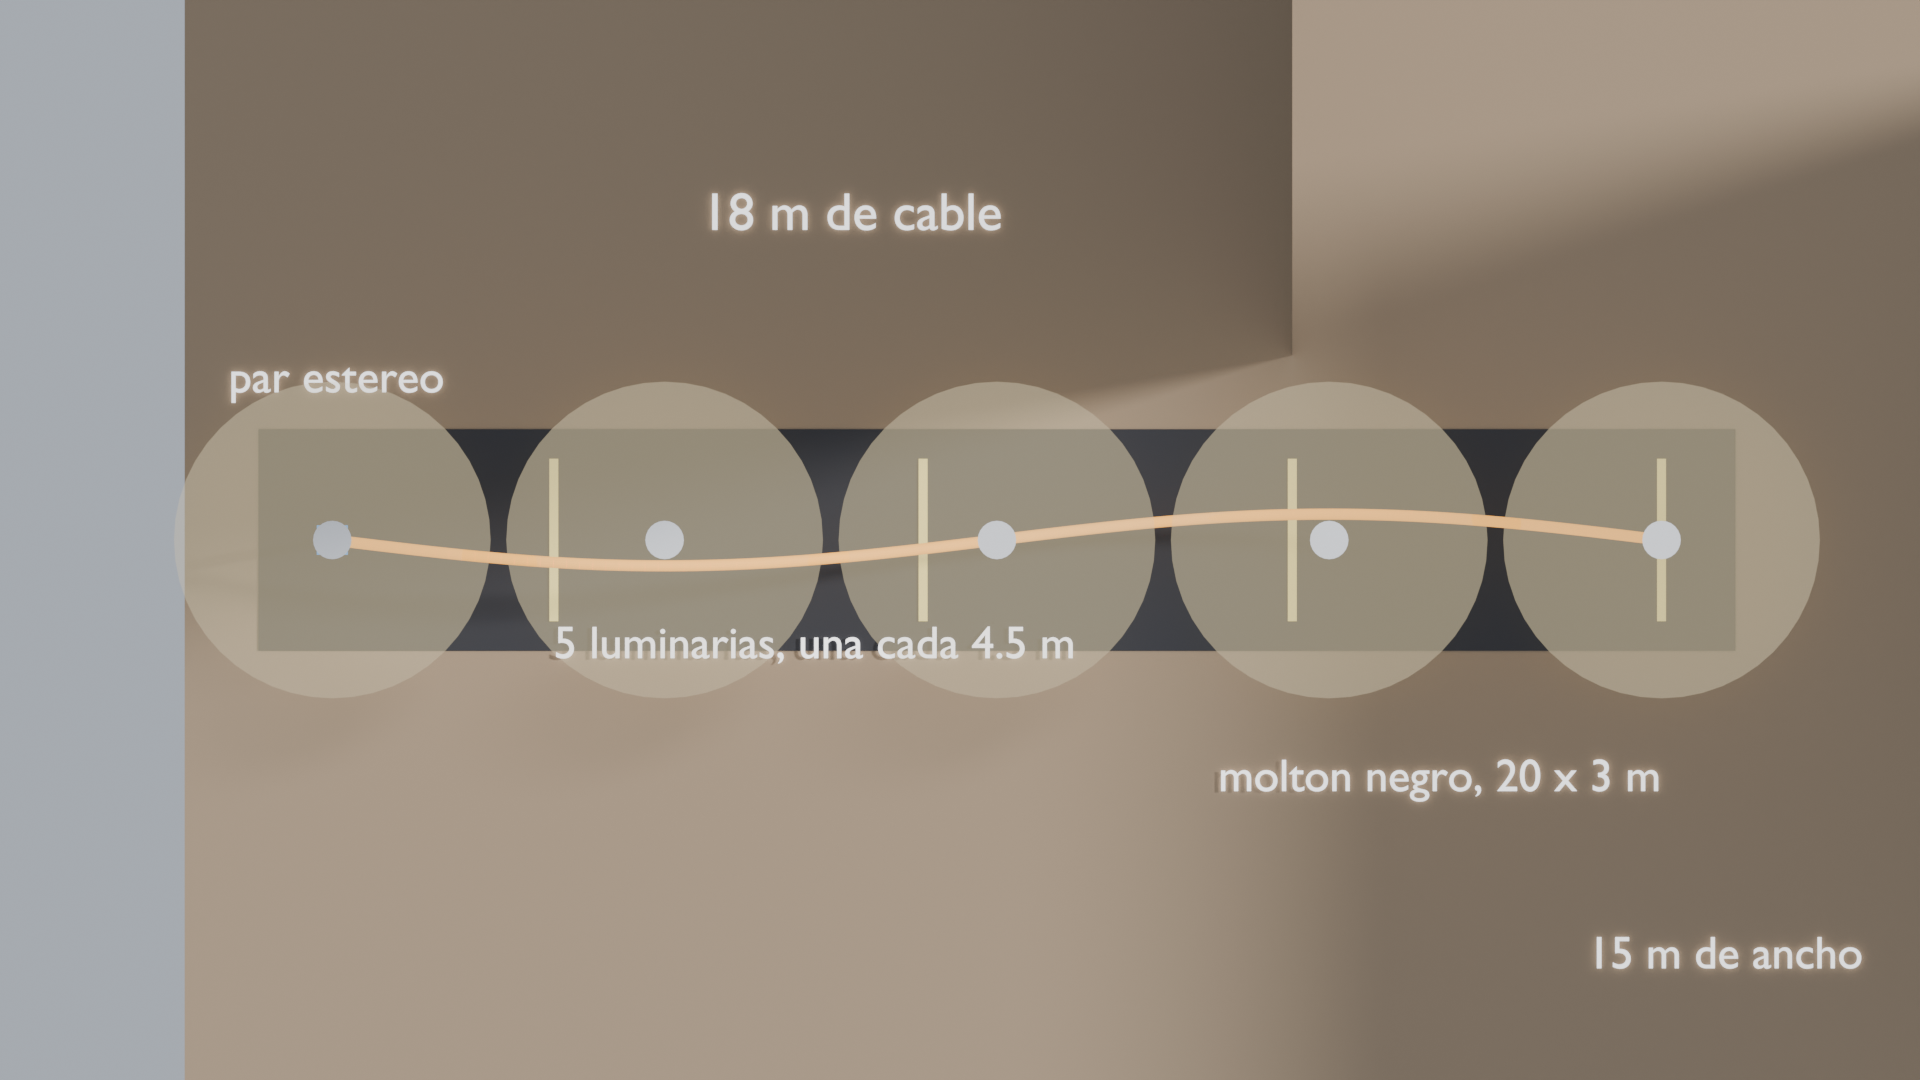 18 m de cable
par estereo
5 luminarias, una cada 4.5 m
molton negro, 20 x 3 m
15 m de ancho